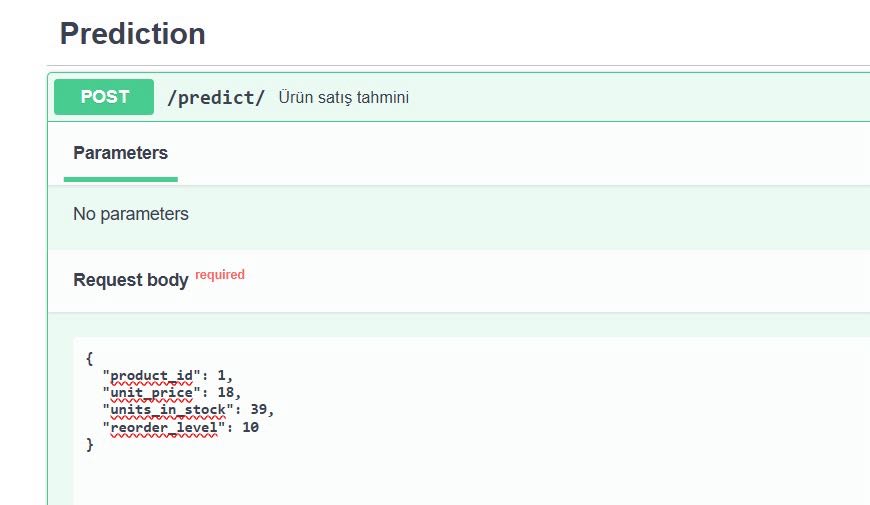 Prediction
POST /predict/ Ürün satış tahmini
Parameters
No parameters
Request body required
{
"product_id": 1,
"unit_price": 18,
"units_in_stock": 39,
"reorder_level": 10
}